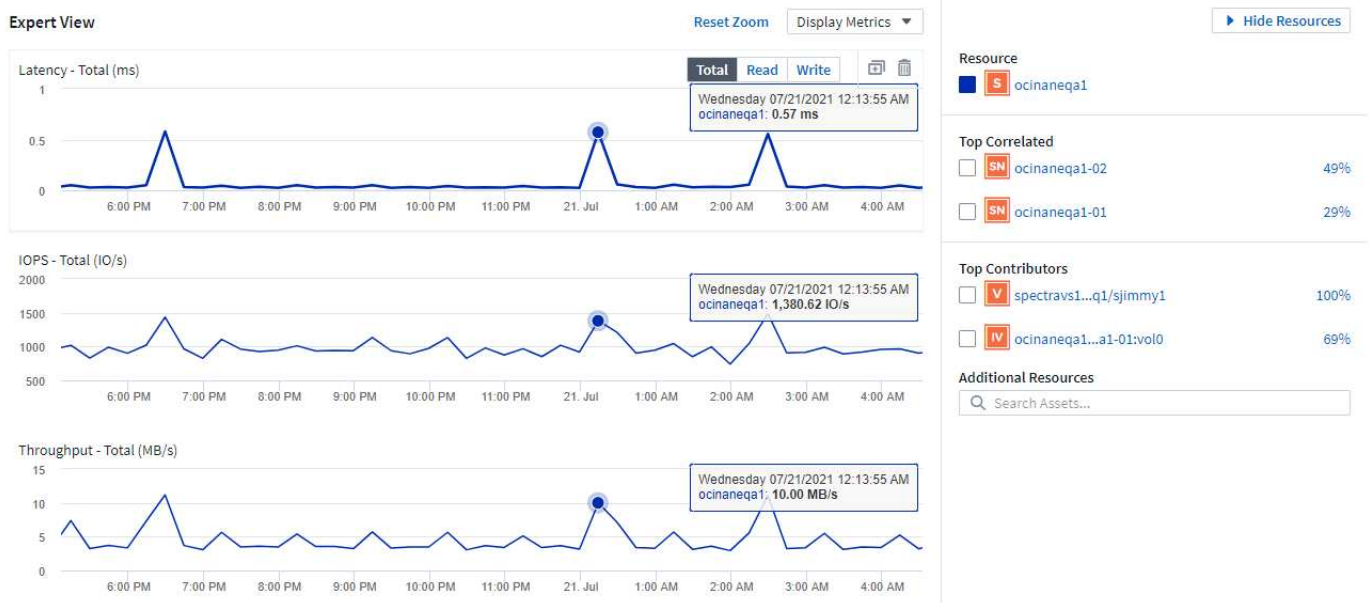 Expert View
Reset Zoom
Display Metrics
Hide Resources
Latency - Total (ms)
Total Read Write
Wednesday 07/21/2021 12:13:55 AM
ocinaneqa1: 0.57 ms
1
0.5
0
6:00 PM 7:00 PM 8:00 PM 9:00 PM 10:00 PM 11:00 PM 21. Jul 1:00 AM 2:00 AM 3:00 AM 4:00 AM
IOPS - Total (IO/s)
Wednesday 07/21/2021 12:13:55 AM
ocinaneqa1: 1,380.62 IO/s
2000
1500
1000
500
6:00 PM 7:00 PM 8:00 PM 9:00 PM 10:00 PM 11:00 PM 21. Jul 1:00 AM 2:00 AM 3:00 AM 4:00 AM
Throughput - Total (MB/s)
Wednesday 07/21/2021 12:13:55 AM
ocinaneqa1: 10.00 MB/s
15
10
5
0
6:00 PM 7:00 PM 8:00 PM 9:00 PM 10:00 PM 11:00 PM 21. Jul 1:00 AM 2:00 AM 3:00 AM 4:00 AM
Resource
S ocinaneqa1
Top Correlated
SN ocinaneqa1-02 49%
SN ocinaneqa1-01 29%
Top Contributors
V spectravs1...q1/sjimmy1 100%
IV ocinaneqa1...a1-01:vol0 69%
Additional Resources
Search Assets...